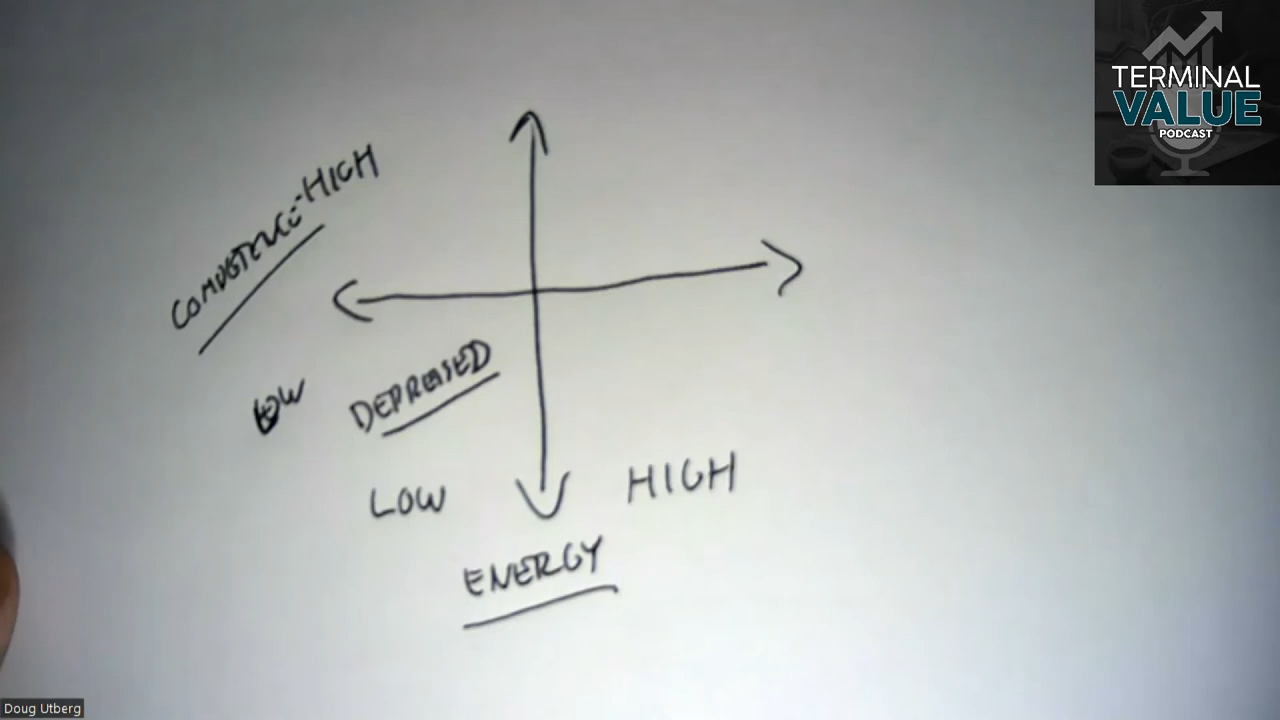 TERMINAL
VALUE
PODCAST
COMPETENCE-HIGH
LOW
DEPRESSED
LOW
HIGH
ENERGY
Doug Utberg